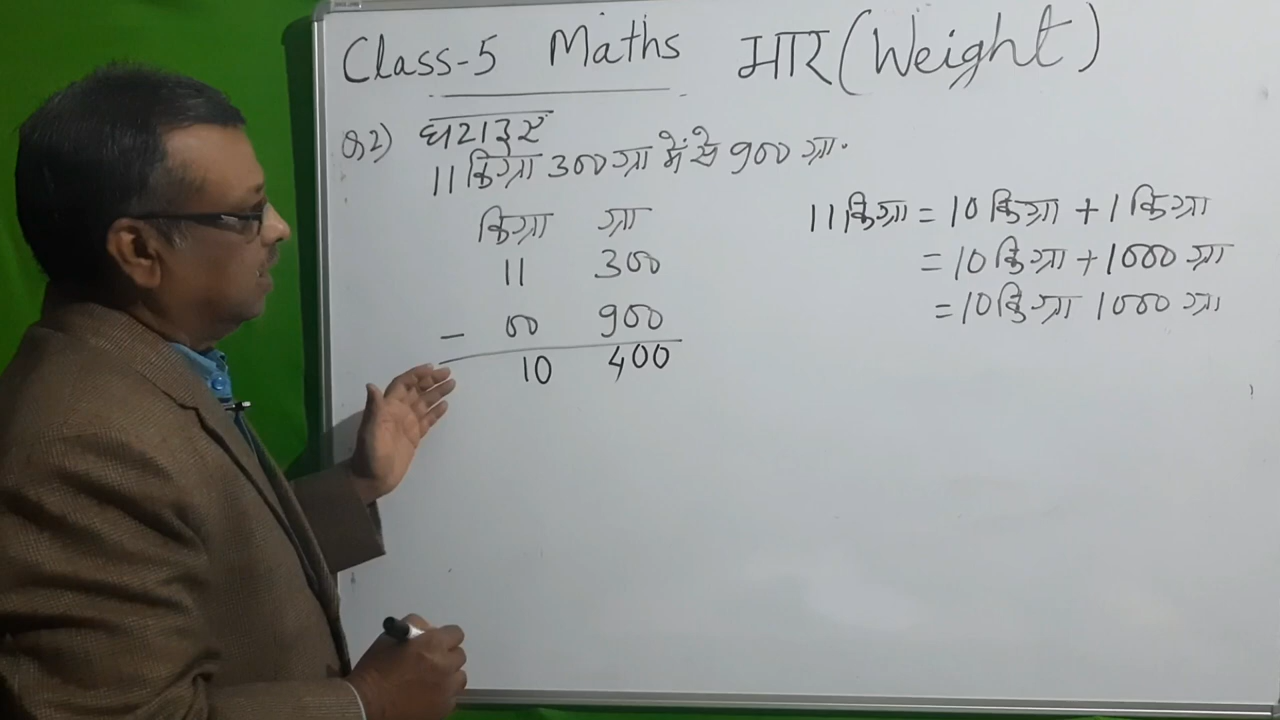 Class-5 Maths भार (Weight)
Q2) घटाइए
11 किग्रा 300 ग्रा में से 900 ग्रा.
किग्रा ग्रा
11 300
- 00 900
10 400
11 किग्रा = 10 किग्रा + 1 किग्रा
= 10 किग्रा + 1000 ग्रा
= 10 किग्रा 1000 ग्रा